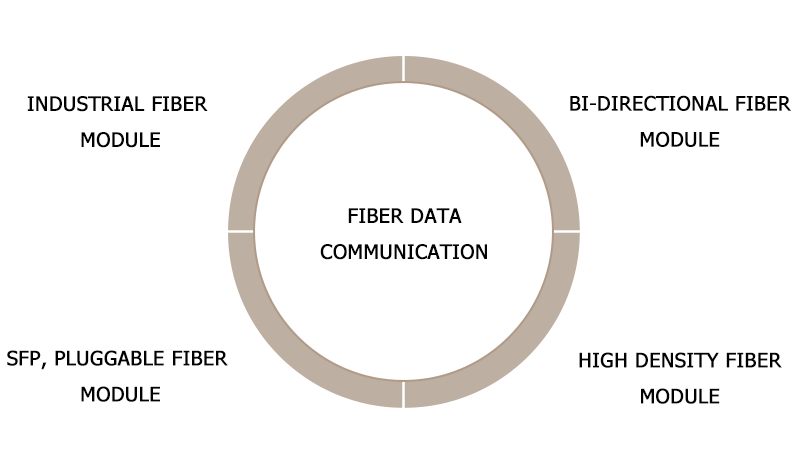 INDUSTRIAL FIBER
MODULE
BI-DIRECTIONAL FIBER
MODULE
FIBER DATA
COMMUNICATION
SFP, PLUGGABLE FIBER
MODULE
HIGH DENSITY FIBER
MODULE